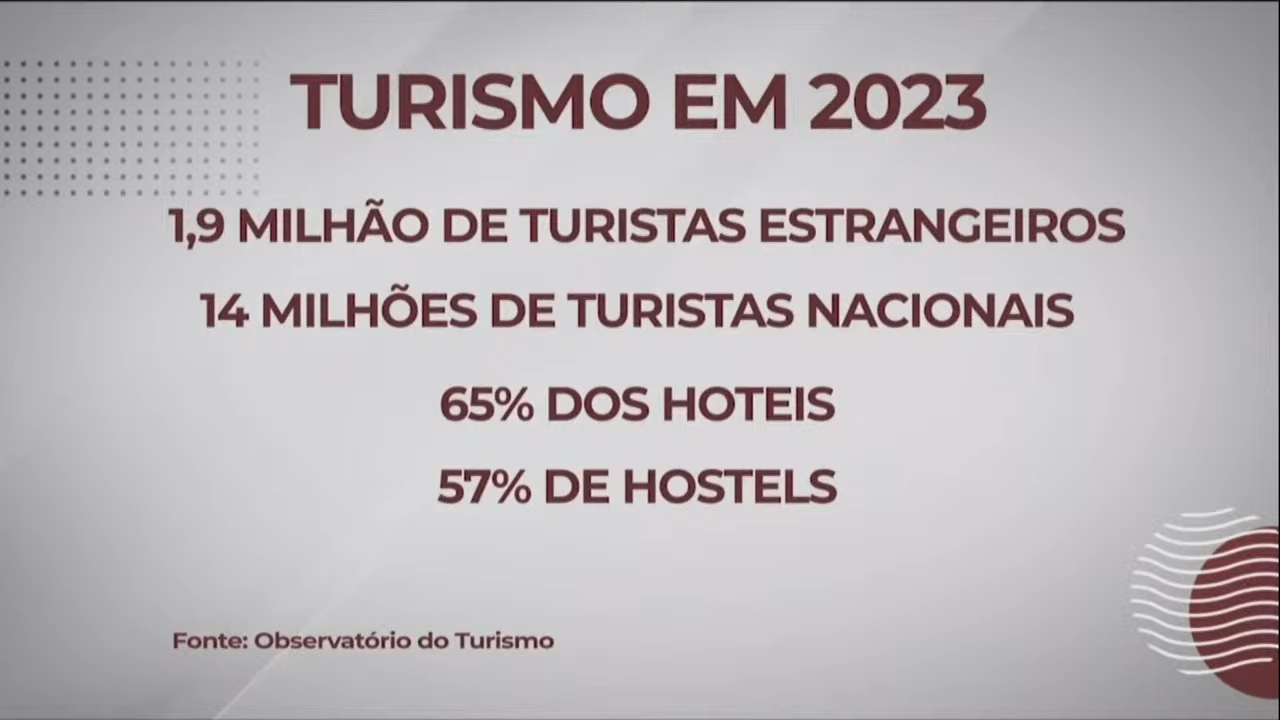 TURISMO EM 2023
1,9 MILHÃO DE TURISTAS ESTRANGEIROS
14 MILHÕES DE TURISTAS NACIONAIS
65% DOS HOTEIS
57% DE HOSTELS
Fonte: Observatório do Turismo